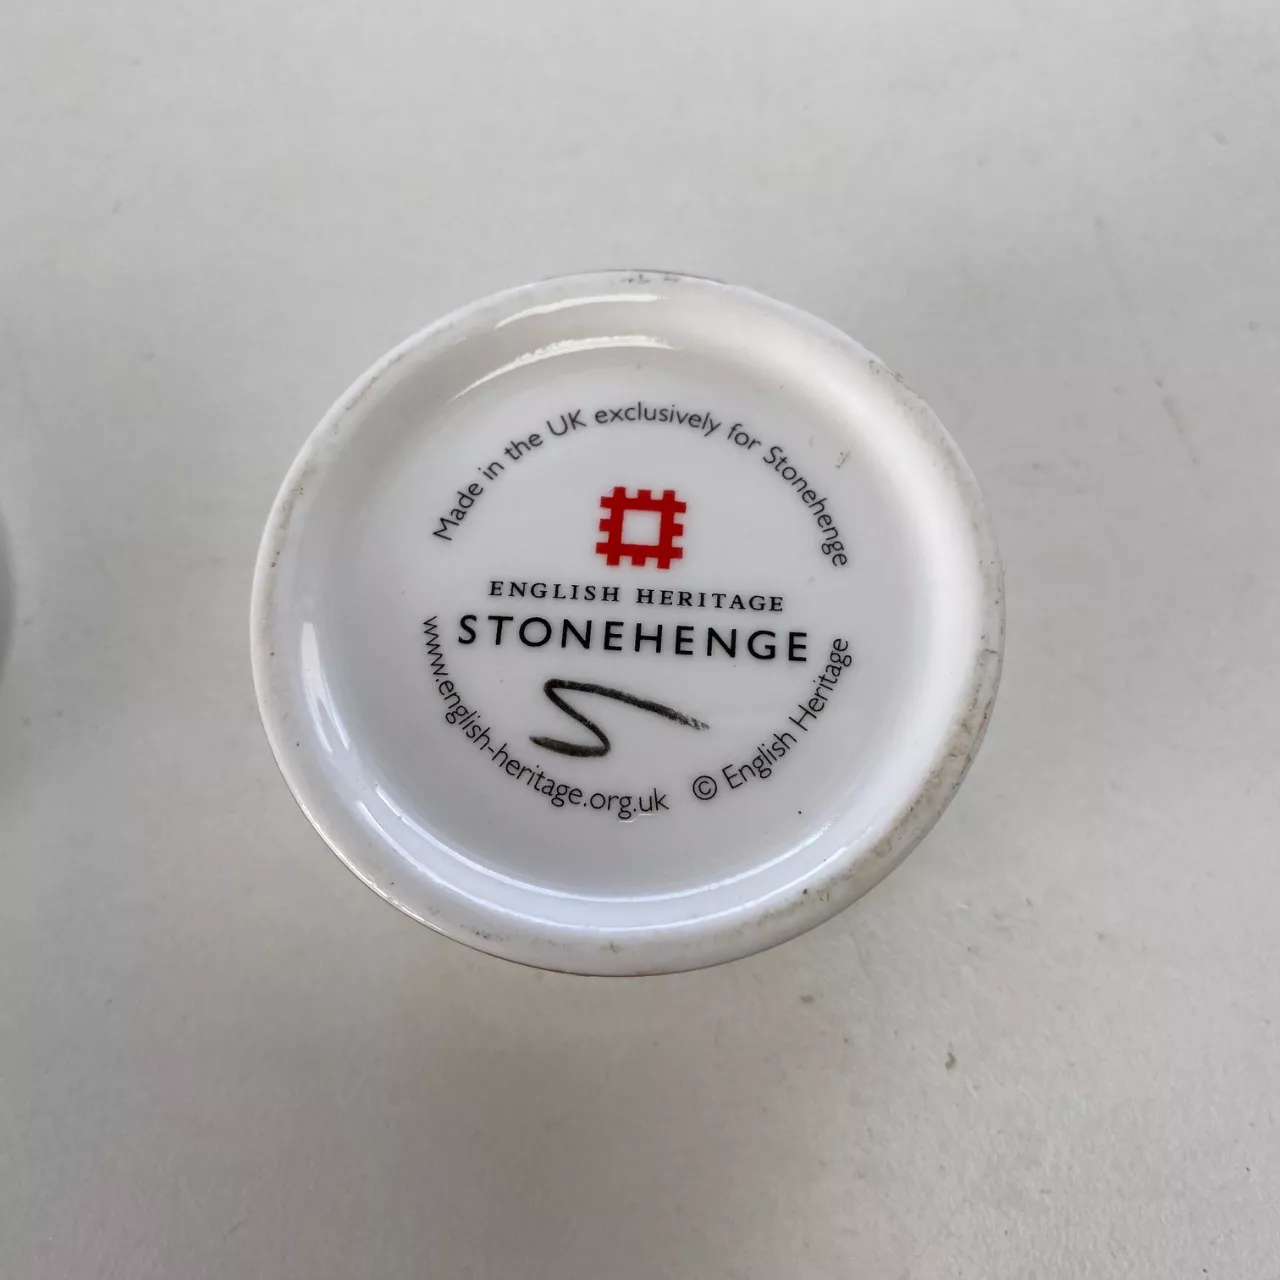 Made in the UK exclusively for Stonehenge
ENGLISH HERITAGE
STONEHENGE
www.english-heritage.org.uk
© English Heritage